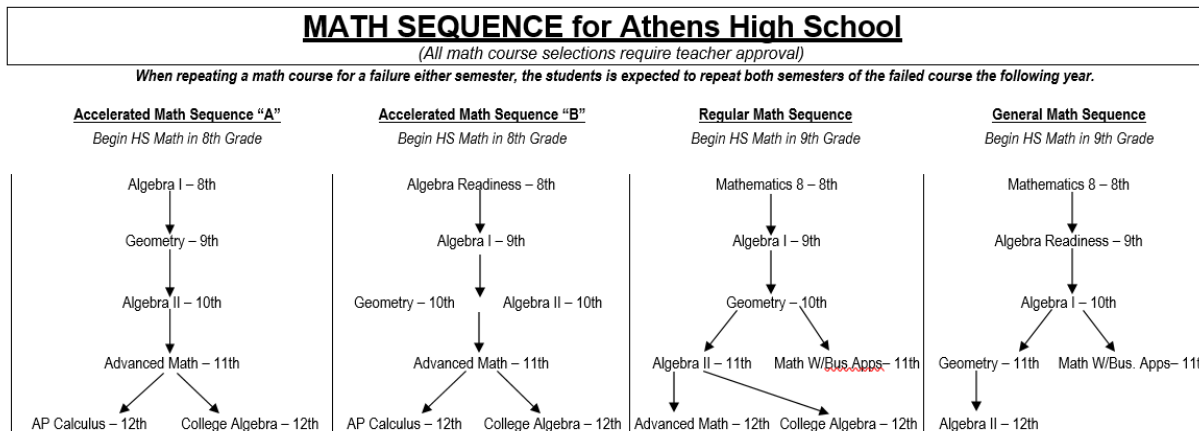 MATH SEQUENCE for Athens High School
(All math course selections require teacher approval)
When repeating a math course for a failure either semester, the students is expected to repeat both semesters of the failed course the following year.
Accelerated Math Sequence “A”
Begin HS Math in 8th Grade
Algebra I – 8th
Geometry – 9th
Algebra II – 10th
Advanced Math – 11th
AP Calculus – 12th College Algebra – 12th
Accelerated Math Sequence “B”
Begin HS Math in 8th Grade
Algebra Readiness – 8th
Algebra I – 9th
Geometry – 10th Algebra II – 10th
Advanced Math – 11th
AP Calculus – 12th College Algebra – 12th
Regular Math Sequence
Begin HS Math in 9th Grade
Mathematics 8 – 8th
Algebra I – 9th
Geometry – 10th
Algebra II – 11th Math W/Bus Apps– 11th
Advanced Math – 12th College Algebra – 12th
General Math Sequence
Begin HS Math in 9th Grade
Mathematics 8 – 8th
Algebra Readiness – 9th
Algebra I – 10th
Geometry – 11th Math W/Bus. Apps– 11t
Algebra II – 12th